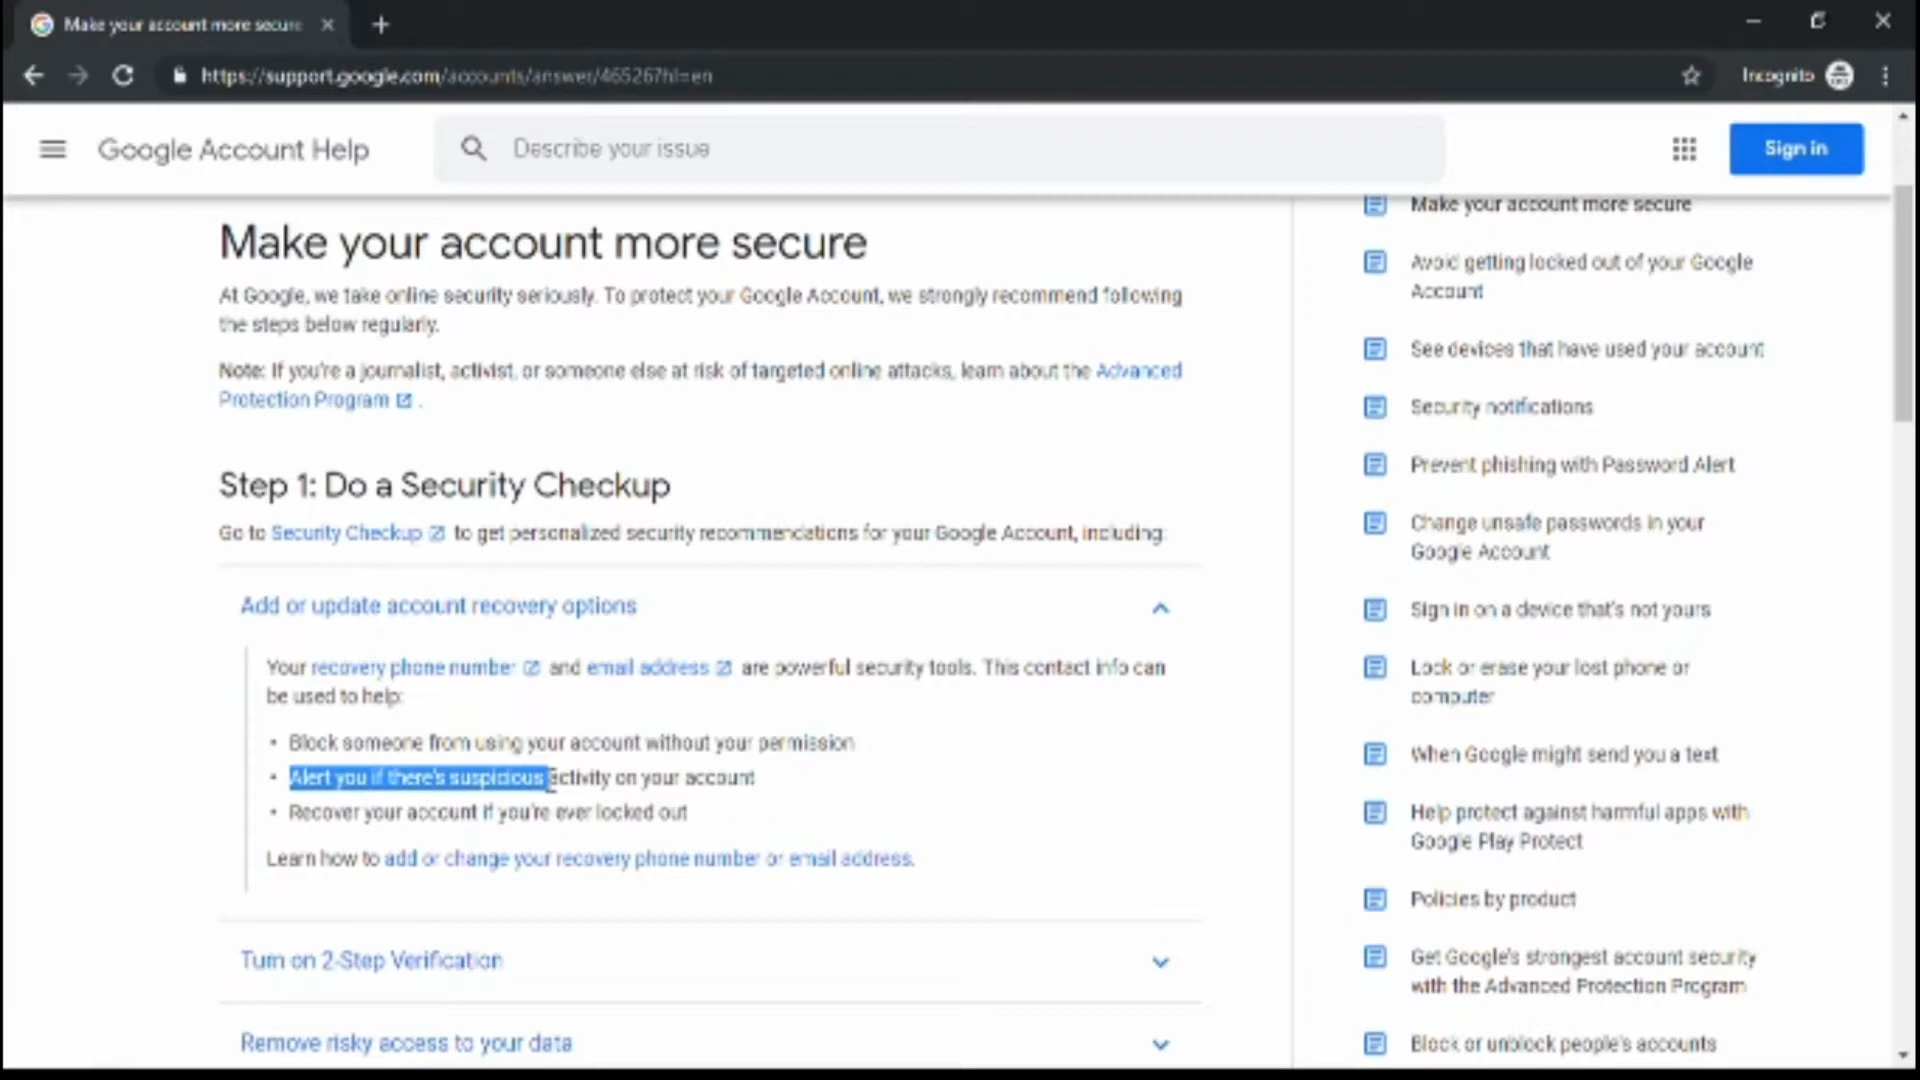 Make your account more secure
https://support.google.com/accounts/answer/46526?hl=en
Incognito
Google Account Help
Describe your issue
Sign in
Make your account more secure
At Google, we take online security seriously. To protect your Google Account, we strongly recommend following
the steps below regularly.
Note: If you're a journalist, activist, or someone else at risk of targeted online attacks, learn about the Advanced
Protection Program .
Step 1: Do a Security Checkup
Go to Security Checkup to get personalized security recommendations for your Google Account, including:
Add or update account recovery options
Your recovery phone number and email address are powerful security tools. This contact info can
be used to help:
• Block someone from using your account without your permission
• Alert you if there's suspicious activity on your account
• Recover your account if you're ever locked out
Learn how to add or change your recovery phone number or email address.
Turn on 2-Step Verification
Remove risky access to your data
Make your account more secure
Avoid getting locked out of your Google
Account
See devices that have used your account
Security notifications
Prevent phishing with Password Alert
Change unsafe passwords in your
Google Account
Sign in on a device that's not yours
Lock or erase your lost phone or
computer
When Google might send you a text
Help protect against harmful apps with
Google Play Protect
Policies by product
Get Google's strongest account security
with the Advanced Protection Program
Block or unblock people's accounts